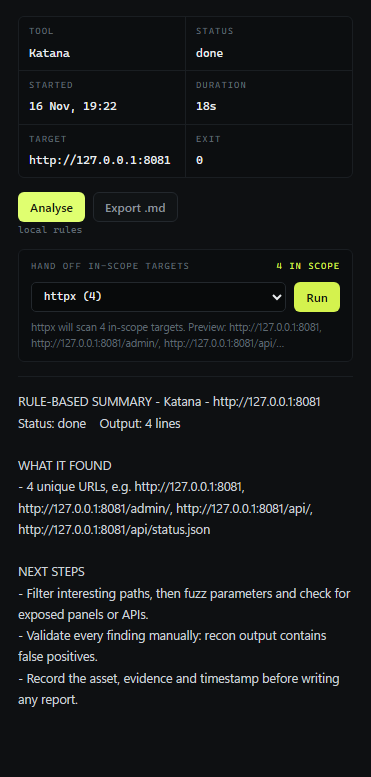 TOOL
STATUS
Katana
done
STARTED
DURATION
16 Nov, 19:22
18s
TARGET
EXIT
http://127.0.0.1:8081
0
Analyse
Export .md
local rules
HAND OFF IN-SCOPE TARGETS
4 IN SCOPE
httpx (4)
Run
httpx will scan 4 in-scope targets. Preview: http://127.0.0.1:8081,
http://127.0.0.1:8081/admin/, http://127.0.0.1:8081/api/...
RULE-BASED SUMMARY - Katana - http://127.0.0.1:8081
Status: done Output: 4 lines
WHAT IT FOUND
- 4 unique URLs, e.g. http://127.0.0.1:8081,
http://127.0.0.1:8081/admin/, http://127.0.0.1:8081/api/,
http://127.0.0.1:8081/api/status.json
NEXT STEPS
- Filter interesting paths, then fuzz parameters and check for
exposed panels or APIs.
- Validate every finding manually: recon output contains
false positives.
- Record the asset, evidence and timestamp before writing
any report.